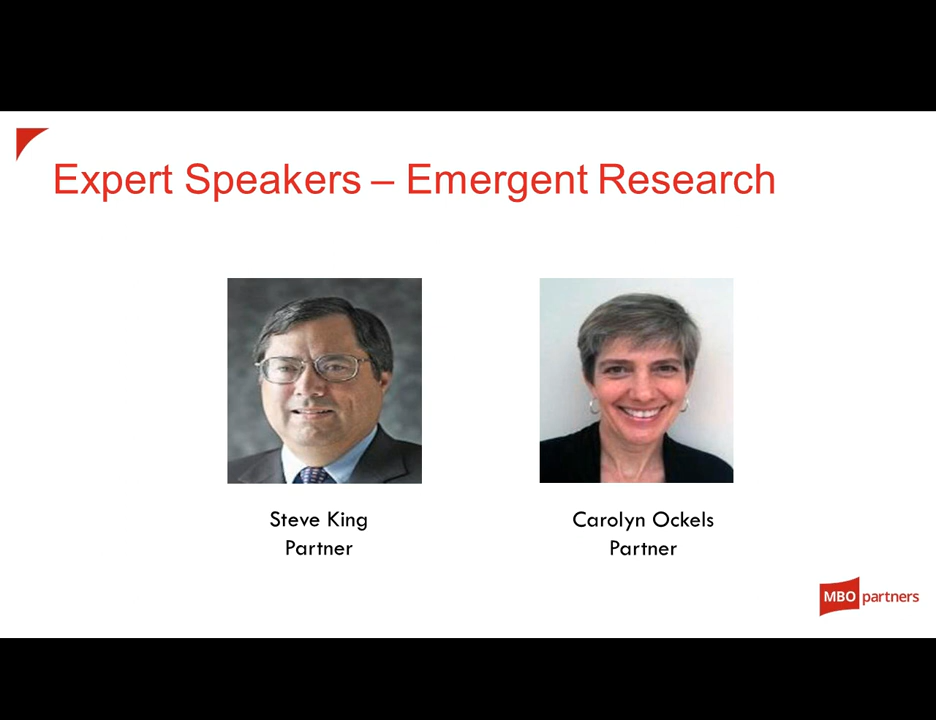 Expert Speakers – Emergent Research
Steve King
Partner
Carolyn Ockels
Partner
MBO partners